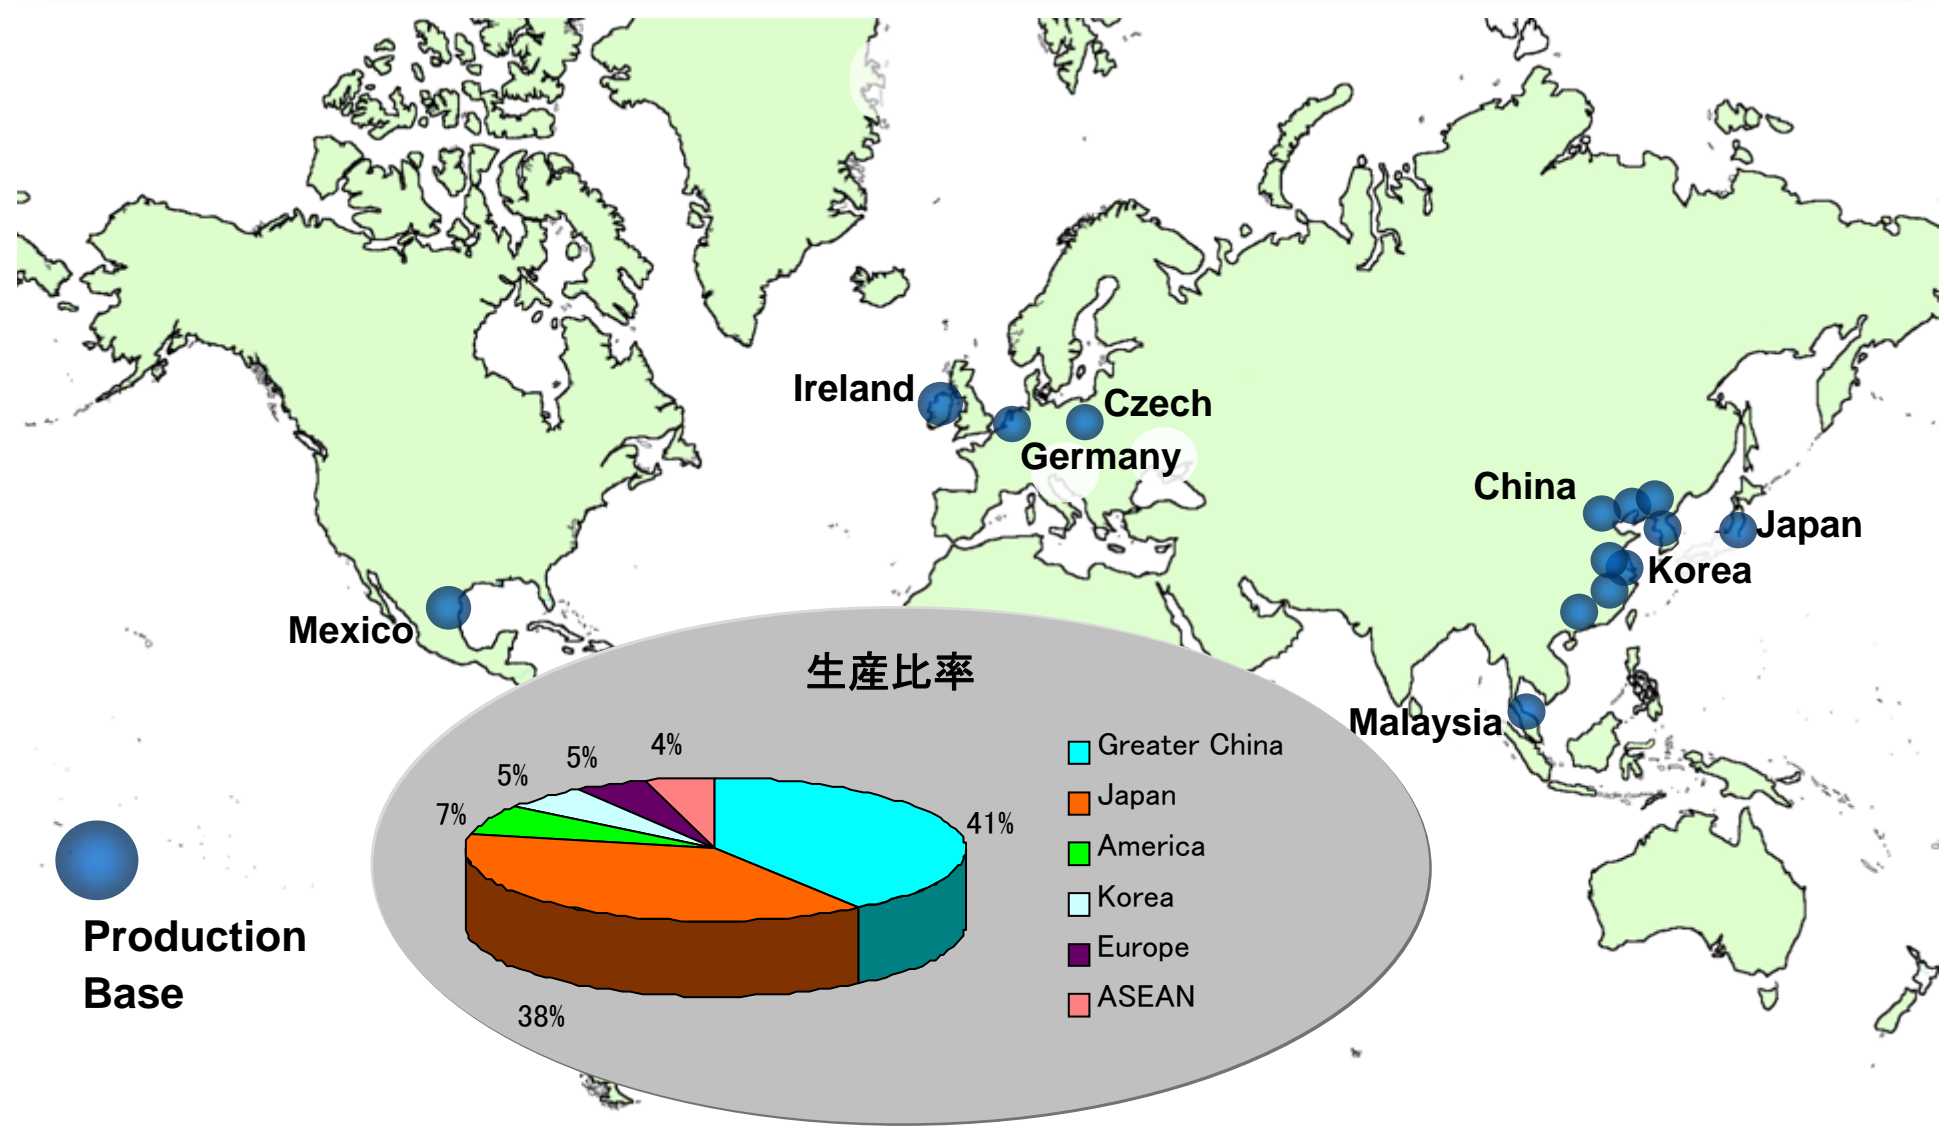 Ireland
Czech
Germany
China
Japan
Korea
Mexico
Malaysia
生産比率
4%
5%
5%
7%
41%
38%
Greater China
Japan
America
Korea
Europe
ASEAN
Production
Base